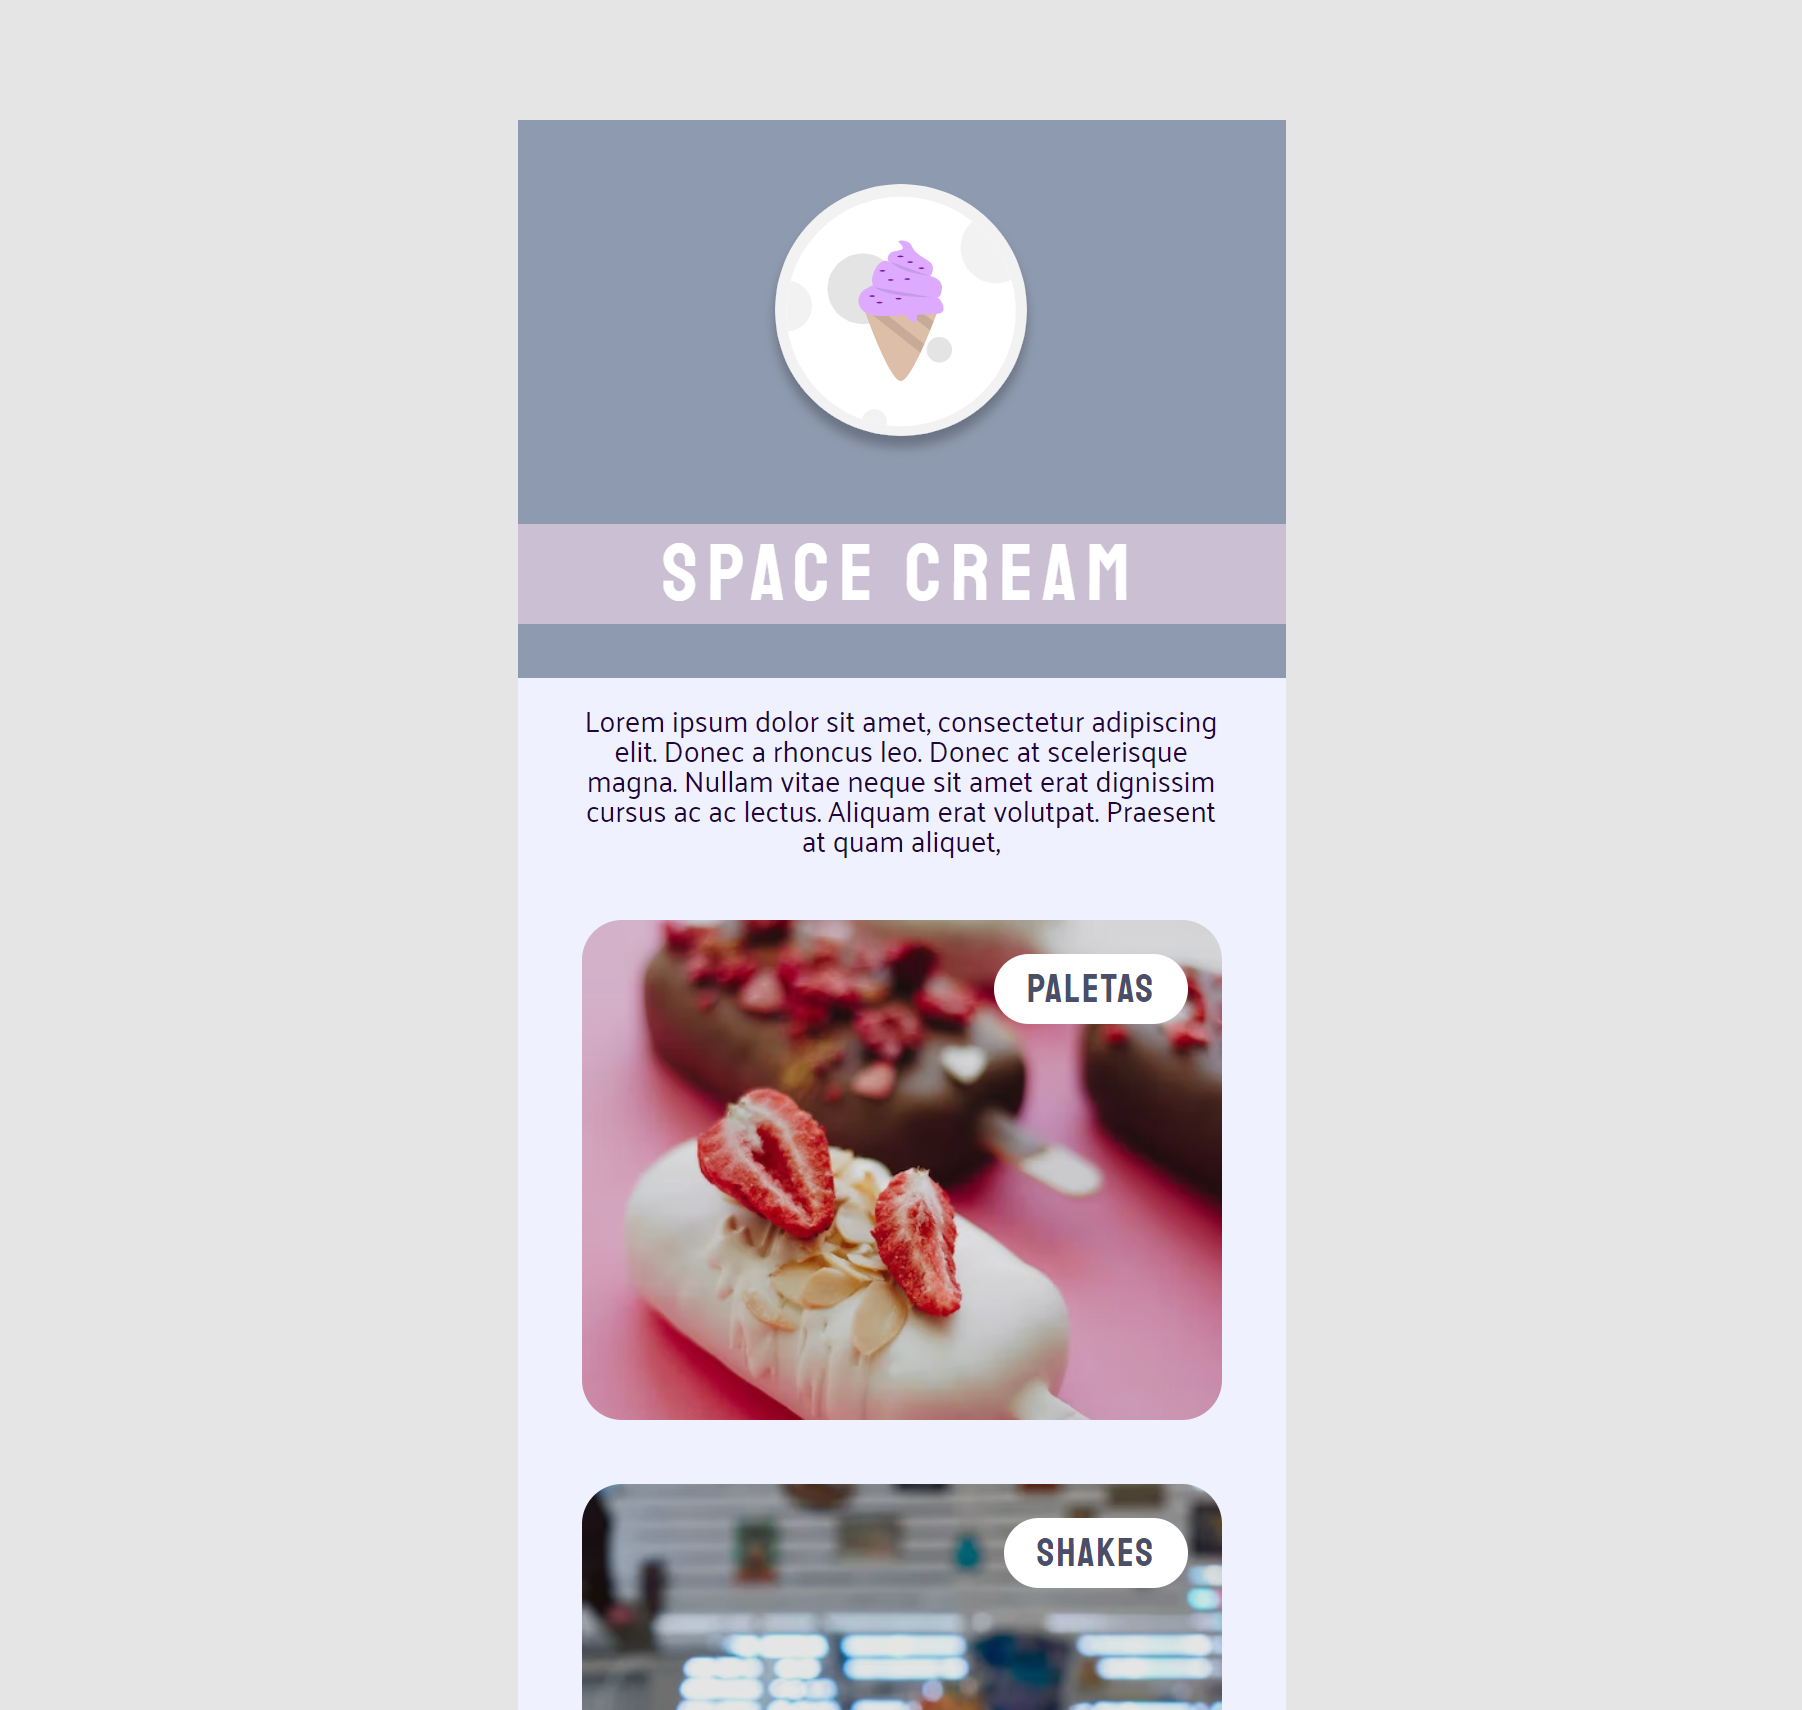 SPACE CREAM
Lorem ipsum dolor sit amet, consectetur adipiscing
elit. Donec a rhoncus leo. Donec at scelerisque
magna. Nullam vitae neque sit amet erat dignissim
cursus ac ac lectus. Aliquam erat volutpat. Praesent
at quam aliquet,
PALETAS
SHAKES